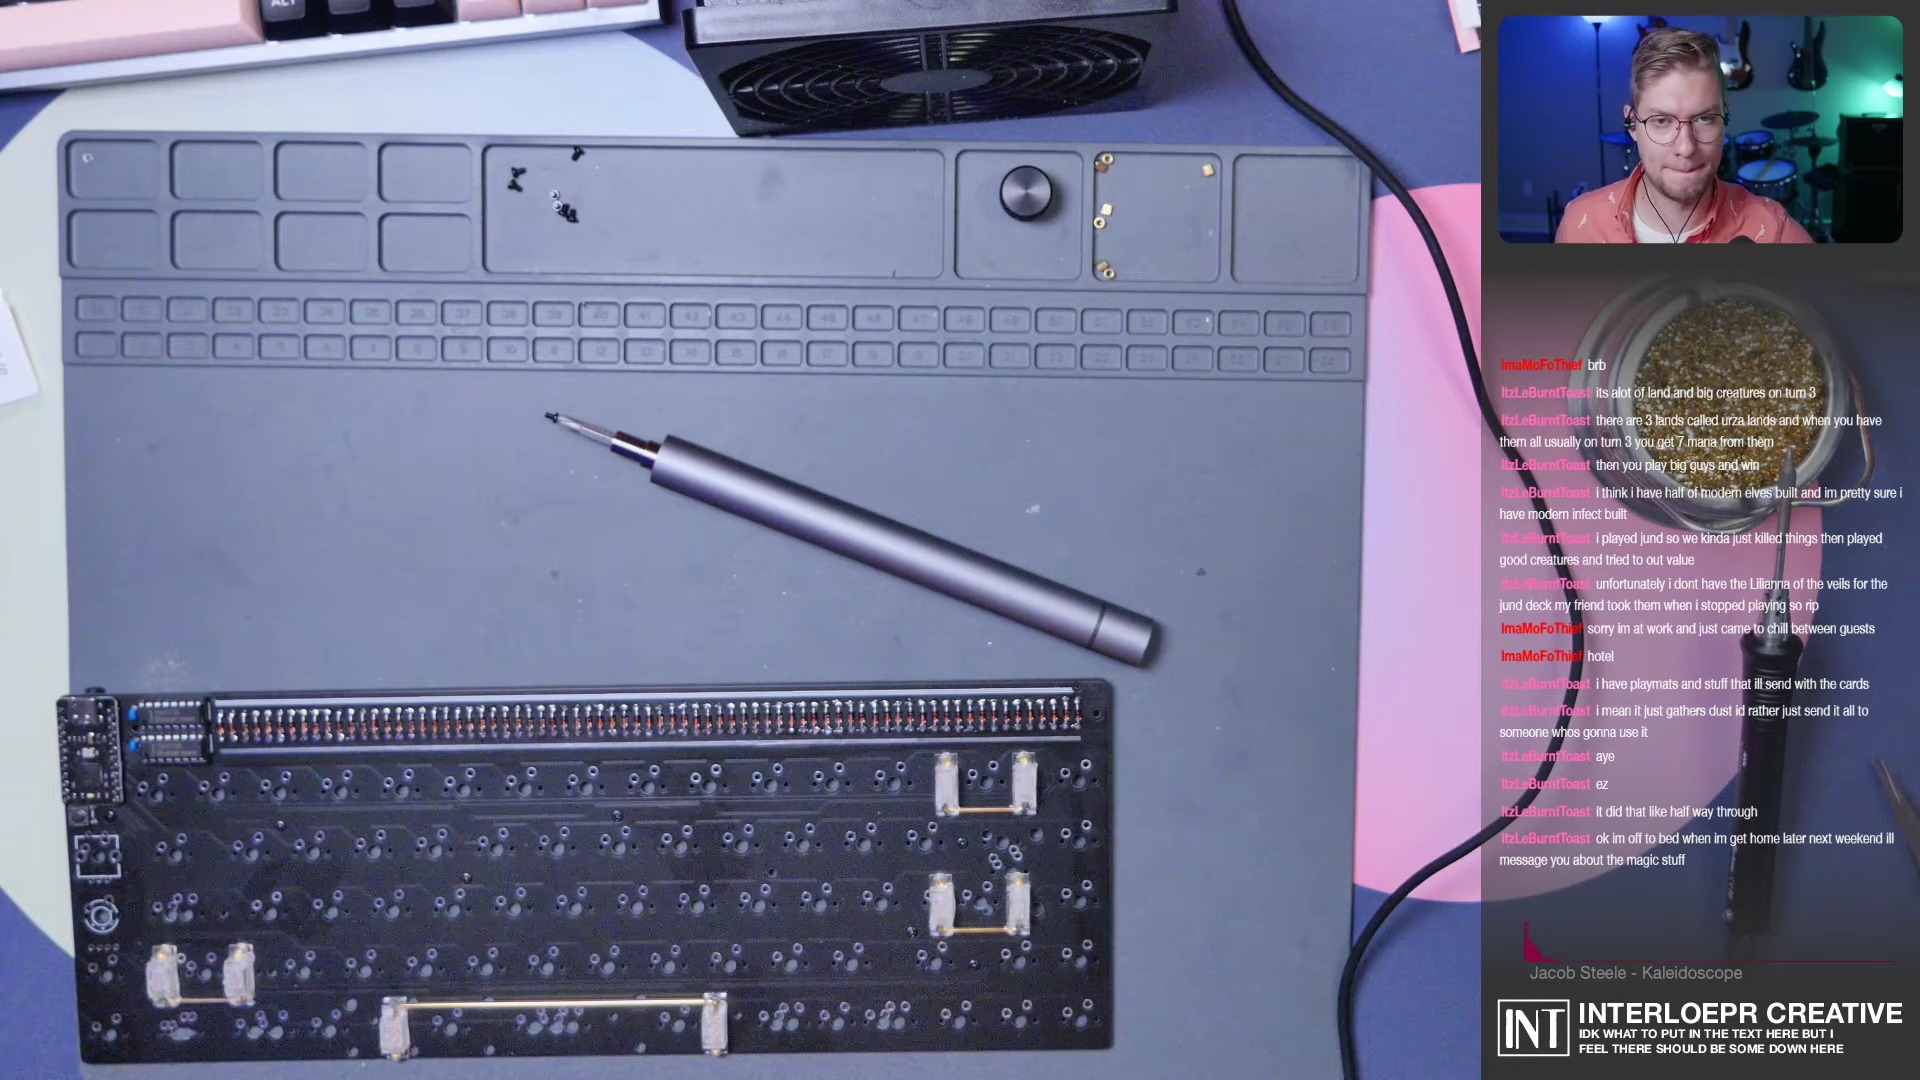 ALT
ImaMoFoThief brb
ItzLeBurntToast its alot of land and big creatures on turn 3
ItzLeBurntToast there are 3 lands called urza lands and when you have
them all usually on turn 3 you get 7 mana from them
ItzLeBurntToast then you play big guys and win
ItzLeBurntToast i think i have half of modern elves built and im pretty sure i
have modern infect built
ItzLeBurntToast i played jund so we kinda just killed things then played
good creatures and tried to out value
ItzLeBurntToast unfortunately i dont have the Lilianna of the veils for the
jund deck my friend took them when i stopped playing so rip
ImaMoFoThief sorry im at work and just came to chill between guests
ImaMoFoThief hotel
ItzLeBurntToast i have playmats and stuff that ill send with the cards
ItzLeBurntToast i mean it just gathers dust id rather just send it all to
someone whos gonna use it
ItzLeBurntToast aye
ItzLeBurntToast ez
ItzLeBurntToast it did that like half way through
ItzLeBurntToast ok im off to bed when im get home later next weekend ill
message you about the magic stuff
Jacob Steele - Kaleidoscope
INT
INTERLOEPR CREATIVE
IDK WHAT TO PUT IN THE TEXT HERE BUT I
FEEL THERE SHOULD BE SOME DOWN HERE